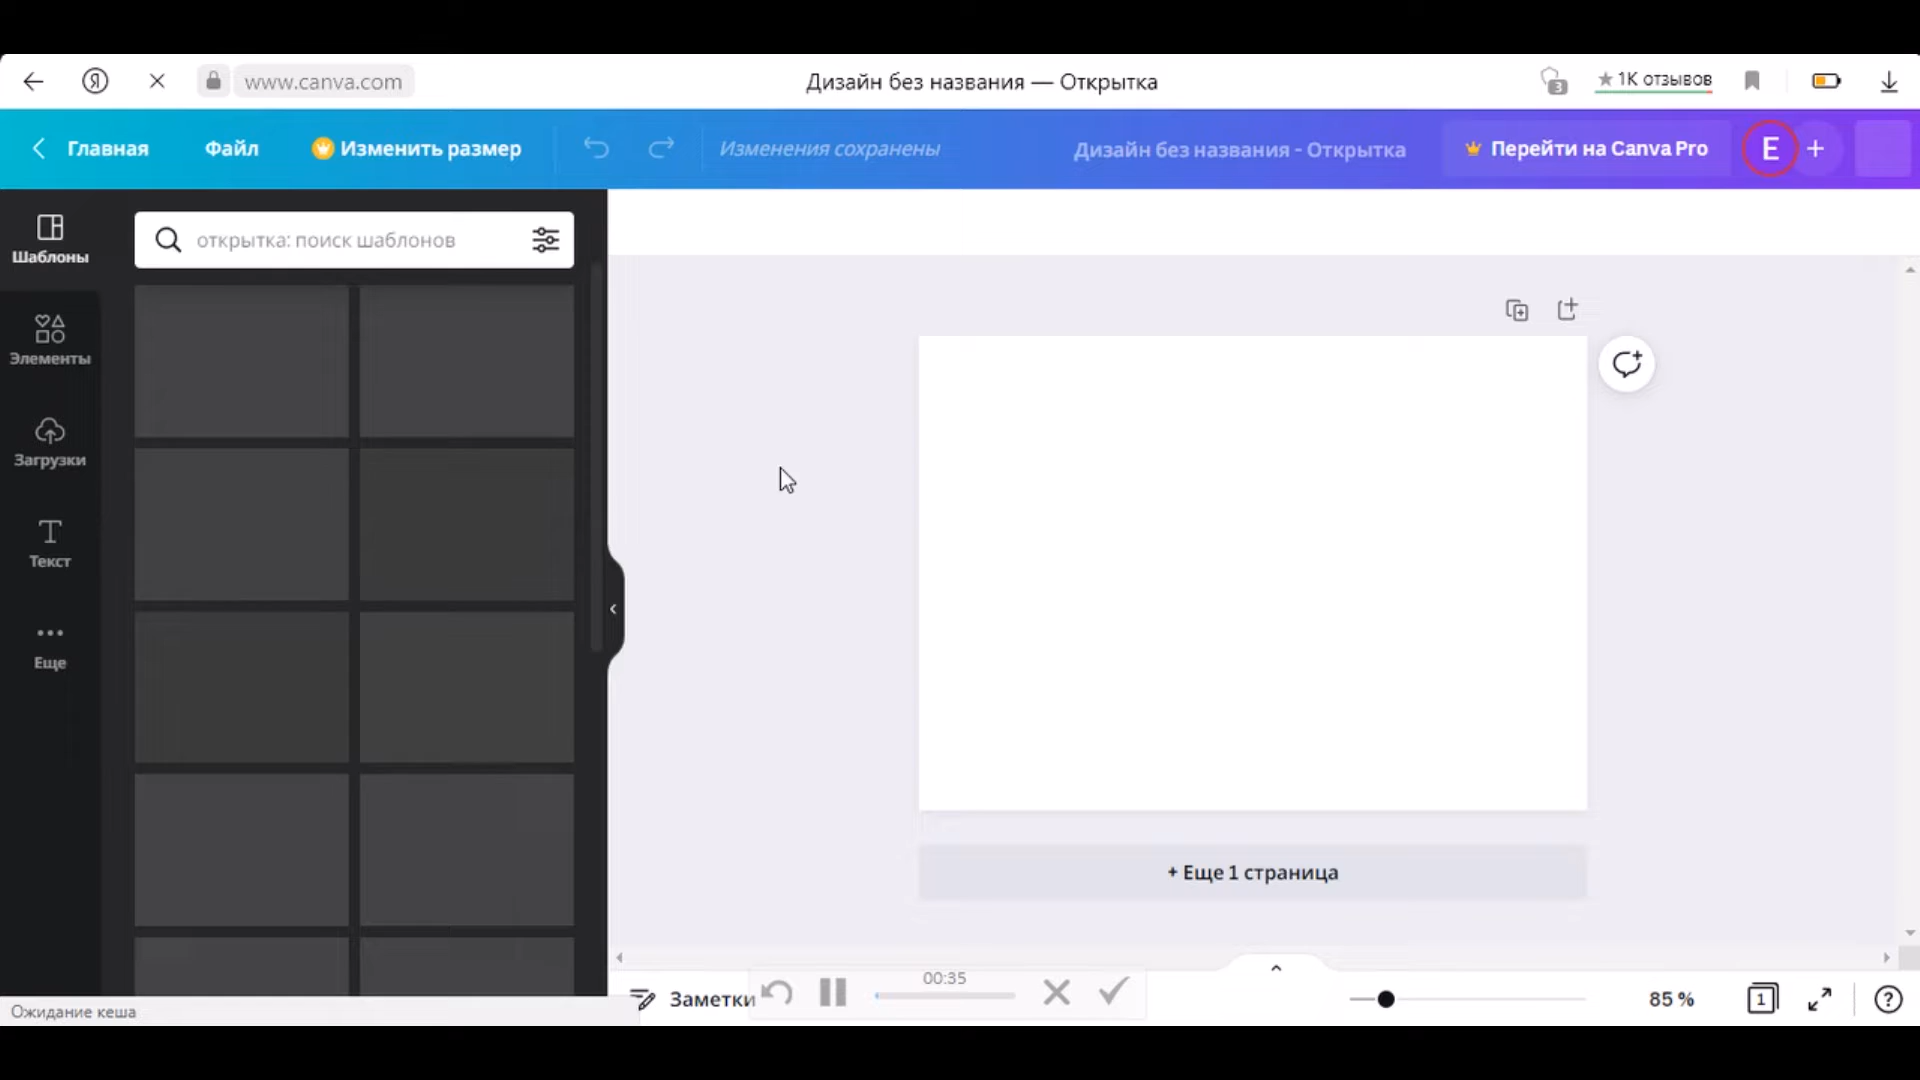 www.canva.com
Дизайн без названия — Открытка
3
★ 1K отзывов
Главная
Файл
Изменить размер
Изменения сохранены
Дизайн без названия - Открытка
Перейти на Canva Pro
E
+
Шаблоны
открытка: поиск шаблонов
Элементы
Загрузки
Текст
Еще
+ Еще 1 страница
Заметки
00:35
85 %
1
?
Ожидание кеша